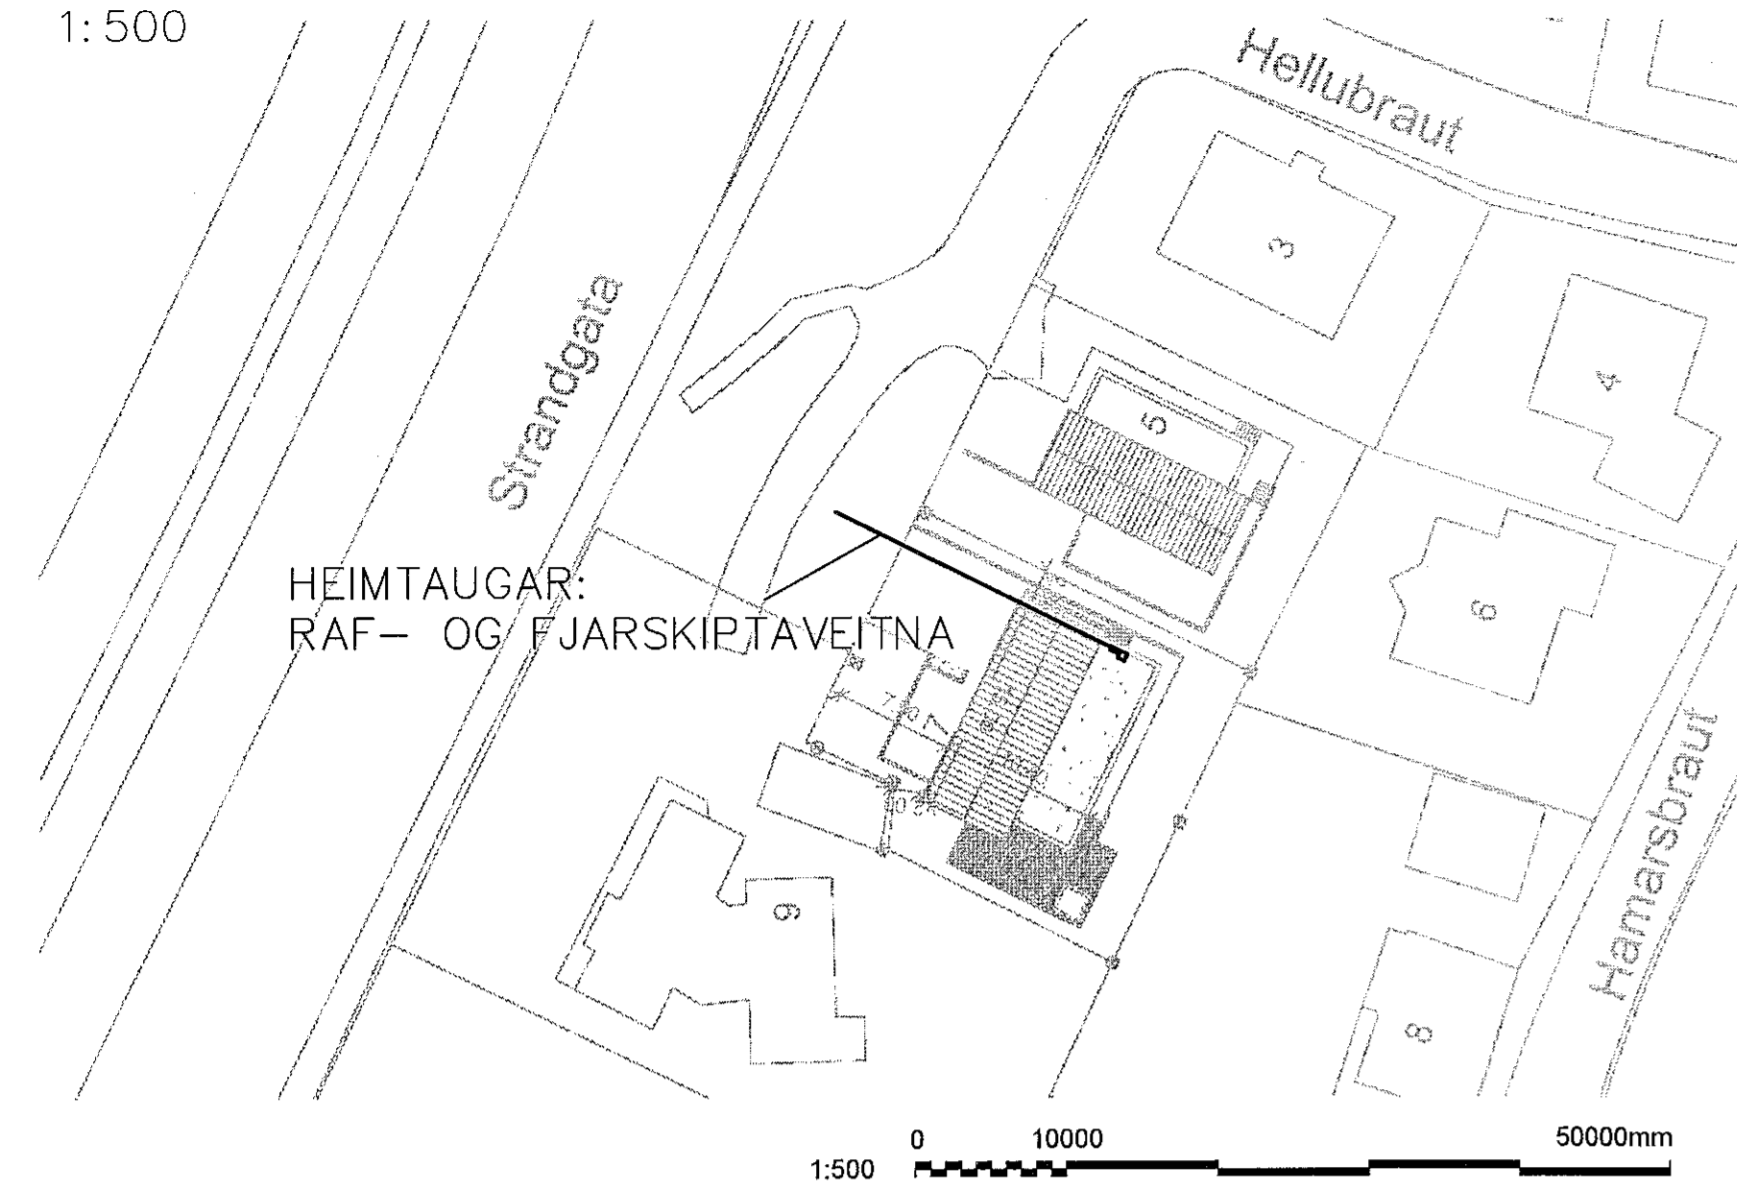 1:500
Hellubraut
3
Strandgata
4
5
HEIMTAUGAR:
RAF- OG FJARSKIPTAVEITNA
6
7
Hamarsbraut
9
8
0 10000 50000mm
1:500